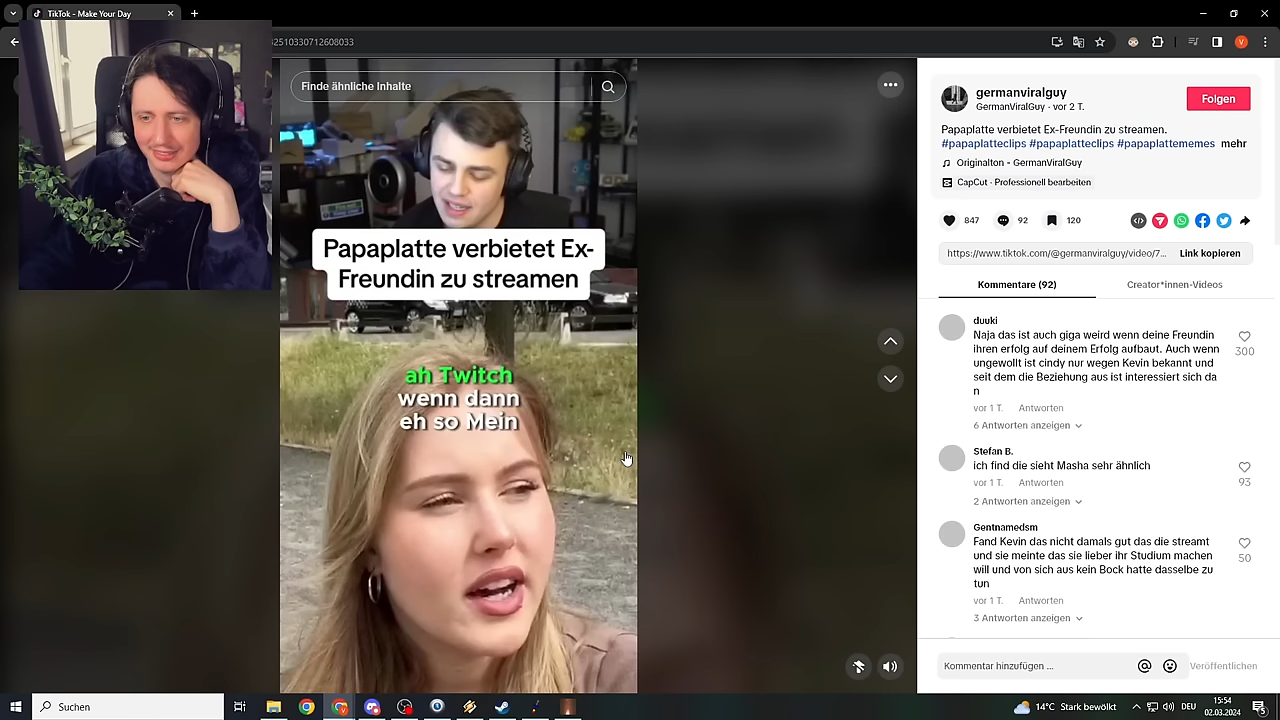 TikTok - Make Your Day
2510330712608033
Finde ähnliche Inhalte
Papaplatte verbietet Ex-
Freundin zu streamen
ah Twitch
wenn dann
eh so Mein
germanviralguy
GermanViralGuy · vor 2 T.
Folgen
Papaplatte verbietet Ex-Freundin zu streamen.
#papaplatteclips #papaplatteclips #papaplattememes mehr
Originalton - GermanViralGuy
CapCut · Professionell bearbeiten
847
92
120
https://www.tiktok.com/@germanviralguy/video/7...
Link kopieren
Kommentare (92)
Creator*innen-Videos
duuki
Naja das ist auch giga weird wenn deine Freundin
ihren erfolg auf deinem Erfolg aufbaut. Auch wenn
ungewollt ist cindy nur wegen Kevin bekannt und
seit dem die Beziehung aus ist interessiert sich da
n
300
vor 1 T. Antworten
6 Antworten anzeigen
Stefan B.
ich find die sieht Masha sehr ähnlich
93
vor 1 T. Antworten
2 Antworten anzeigen
Gentnamedsm
Fand Kevin das nicht damals gut das die streamt
und sie meinte das sie lieber ihr Studium machen
will und von sich aus kein Bock hatte dasselbe zu
tun
50
vor 1 T. Antworten
3 Antworten anzeigen
Kommentar hinzufügen ...
Veröffentlichen
Suchen
13°C Stark bewölkt
DEU
15:54
02.03.2024